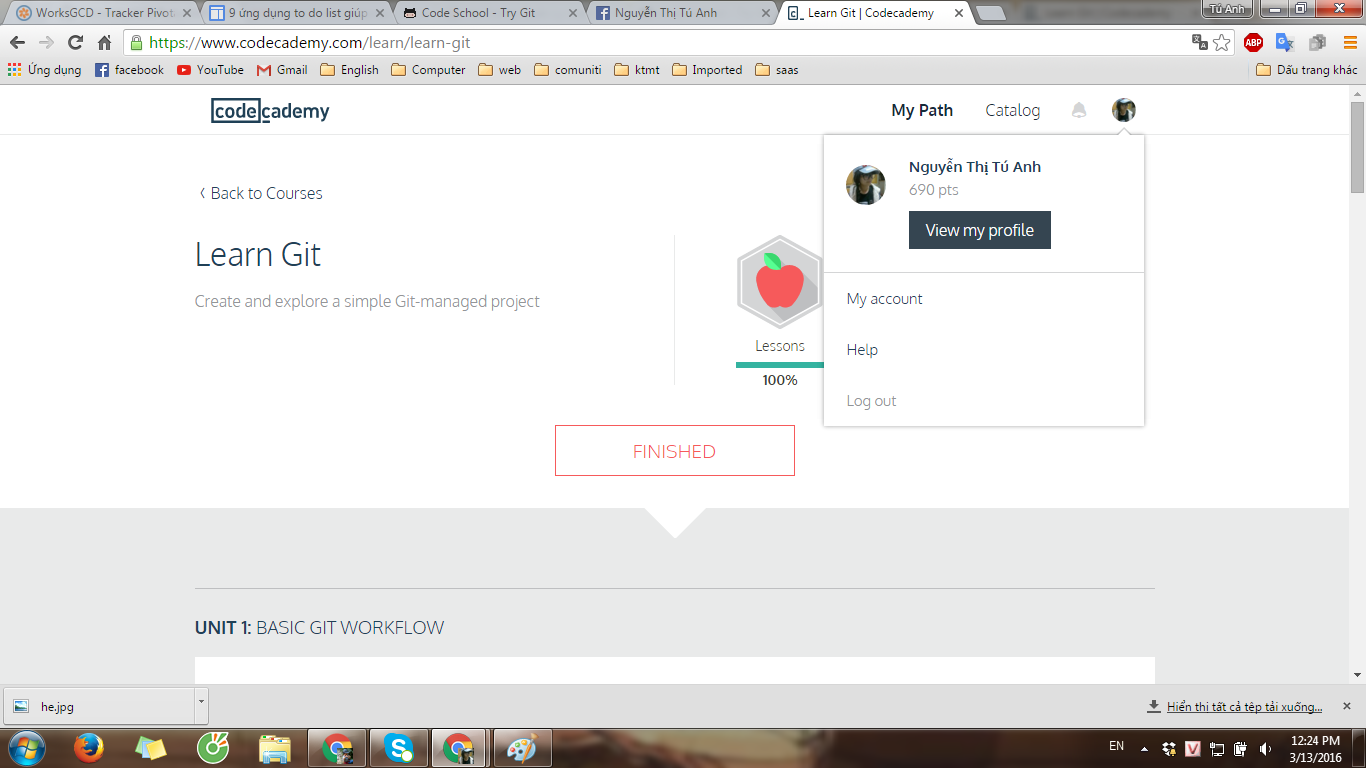 WorksGCD - Tracker Pivot
9 ứng dụng to do list giúp
Code School - Try Git
Nguyễn Thị Tú Anh
Learn Git | Codecademy
Tú Anh
https://www.codecademy.com/learn/learn-git
Ứng dụng
facebook
YouTube
Gmail
English
Computer
web
comuniti
ktmt
Imported
saas
Dấu trang khác
codecademy
My Path
Catalog
Nguyễn Thị Tú Anh
690 pts
View my profile
My account
Help
Log out
Back to Courses
Learn Git
Create and explore a simple Git-managed project
Lessons
100%
FINISHED
UNIT 1: BASIC GIT WORKFLOW
he.jpg
Hiển thị tất cả tệp tải xuống...
EN
12:24 PM
3/13/2016